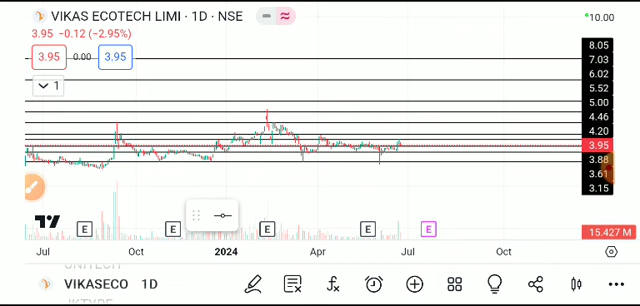 VIKAS ECOTECH LIMI · 1D · NSE
10.00
3.95 −0.12 (−2.95%)
3.95 0.00 3.95
1
8.05
7.03
6.02
5.52
5.00
4.46
4.20
3.95
3.88
3.61
3.15
E E E E E
15.427 M
Jul Oct 2024 Apr Jul Oct
UNITECH
VIKASECO 1D
JKTYPE